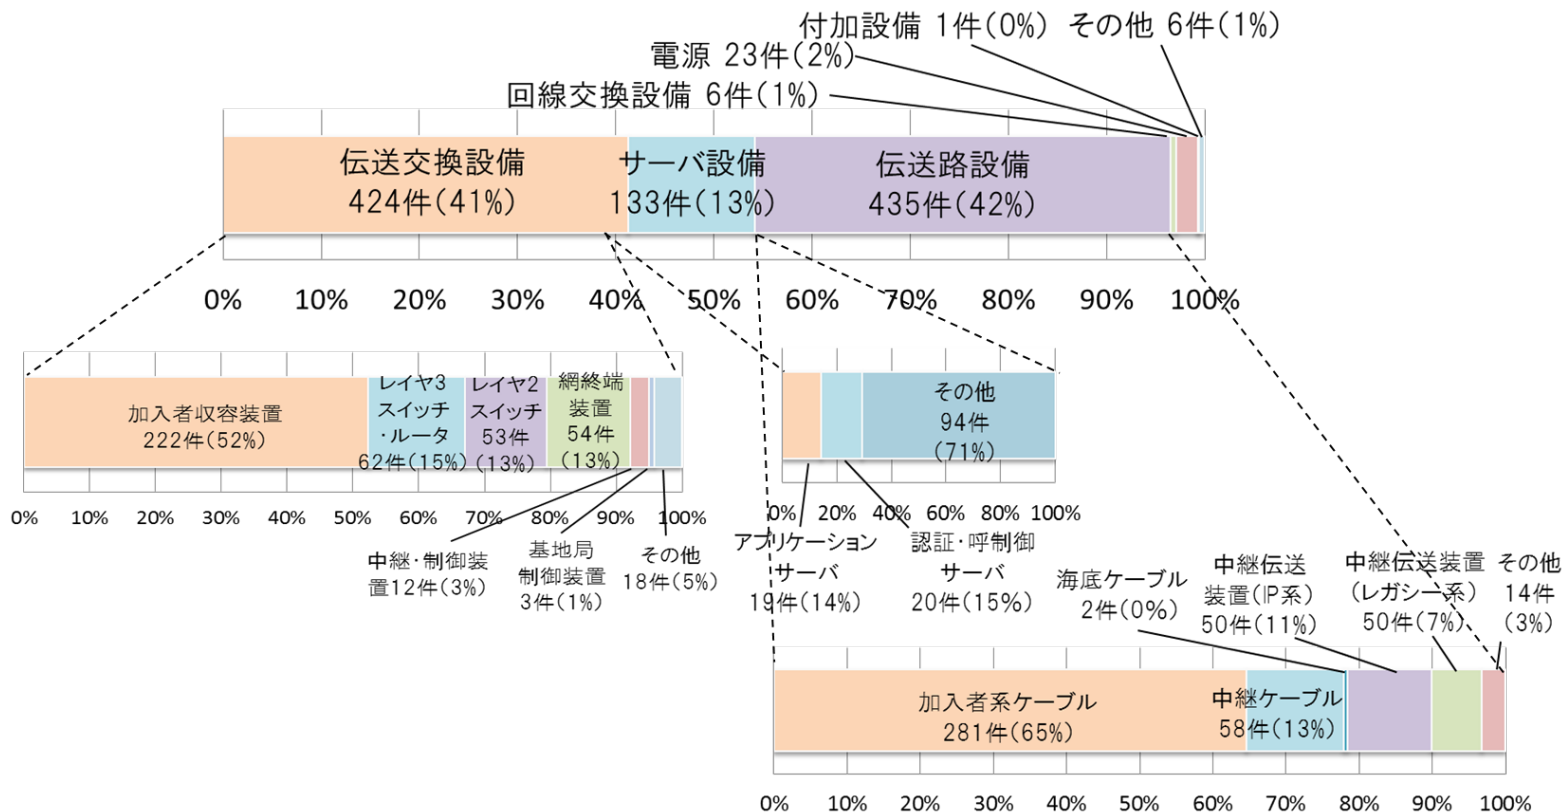 付加設備 1件(0%) その他 6件(1%)
電源 23件(2%)
回線交換設備 6件(1%)
伝送交換設備
424件(41%)
サーバ設備
133件(13%)
伝送路設備
435件(42%)
0% 10% 20% 30% 40% 50% 60% 70% 80% 90% 100%
加入者収容装置
222件(52%)
レイヤ3
スイッチ
・ルータ
62件(15%)
レイヤ2
スイッチ
53件
(13%)
網終端
装置
54件
(13%)
0% 10% 20% 30% 40% 50% 60% 70% 80% 90% 100%
中継・制御装
置12件(3%)
基地局
制御装置
3件(1%)
その他
18件(5%)
その他
94件
(71%)
0% 20% 40% 60% 80% 100%
アプリケーション
サーバ
19件(14%)
認証・呼制御
サーバ
20件(15%)
海底ケーブル
2件(0%)
中継伝送
装置(IP系)
50件(11%)
中継伝送装置
(レガシー系)
50件(7%)
その他
14件
(3%)
加入者系ケーブル
281件(65%)
中継ケーブル
58件(13%)
0% 10% 20% 30% 40% 50% 60% 70% 80% 90% 100%